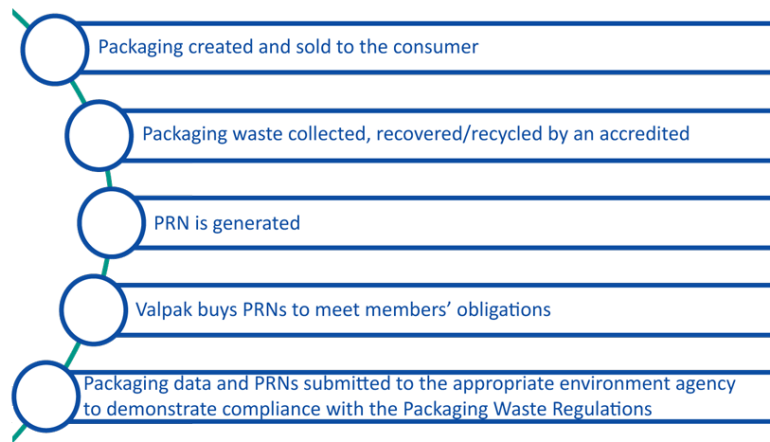 Packaging created and sold to the consumer
Packaging waste collected, recovered/recycled by an accredited
PRN is generated
Valpak buys PRNs to meet members’ obligations
Packaging data and PRNs submitted to the appropriate environment agency
to demonstrate compliance with the Packaging Waste Regulations